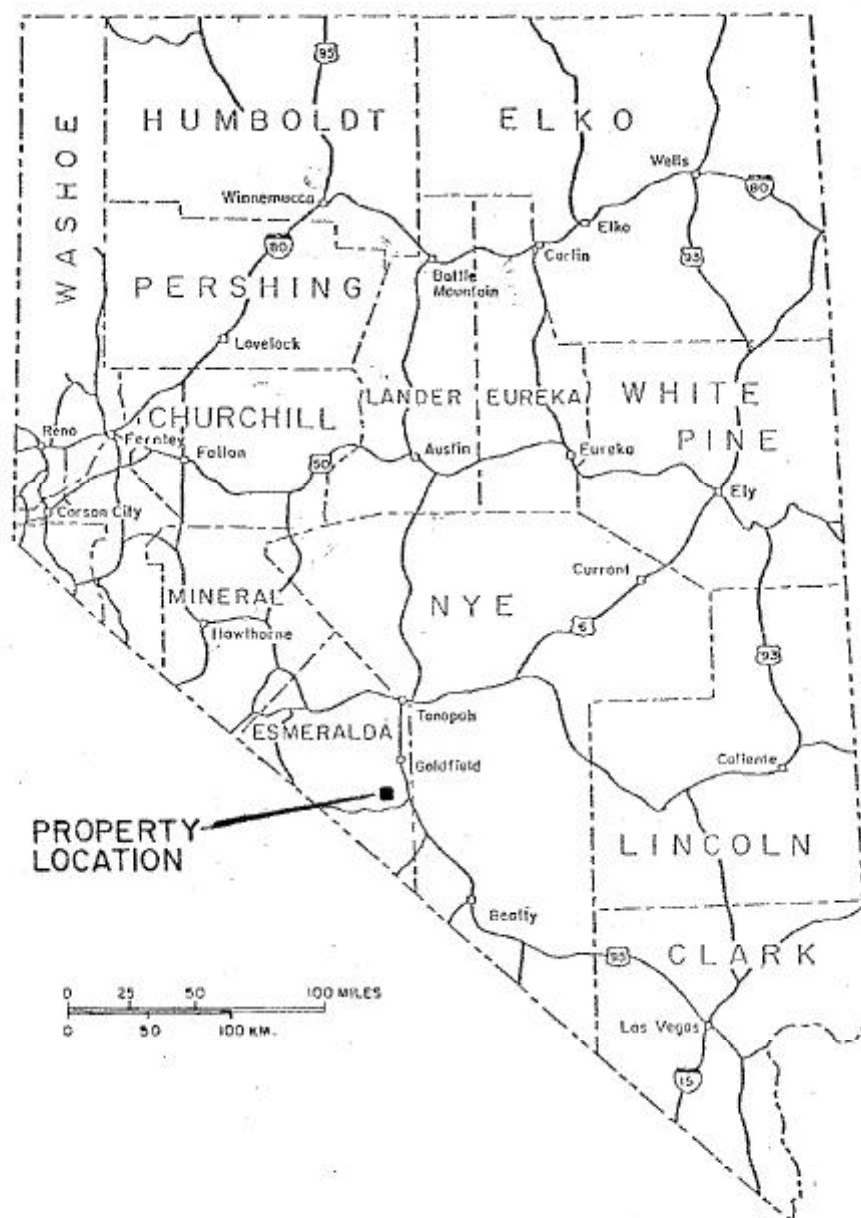 95
HUMBOLDT
ELKO
WASHOE
Wells
80
Winnemucca
Elko
80
Carlin
93
Battle
Mountain
PERSHING
Lovelock
LANDER
EUREKA
WHITE
PINE
CHURCHILL
Reno
Fernley
Fallon
50
Austin
Eureka
Ely
Carson City
Currant
MINERAL
NYE
Hawthorne
6
93
Tonopah
ESMERALDA
Goldfield
Caliente
PROPERTY
LOCATION
LINCOLN
Beatty
95
CLARK
0 25 50 100 MILES
0 50 100 KM.
Las Vegas
15